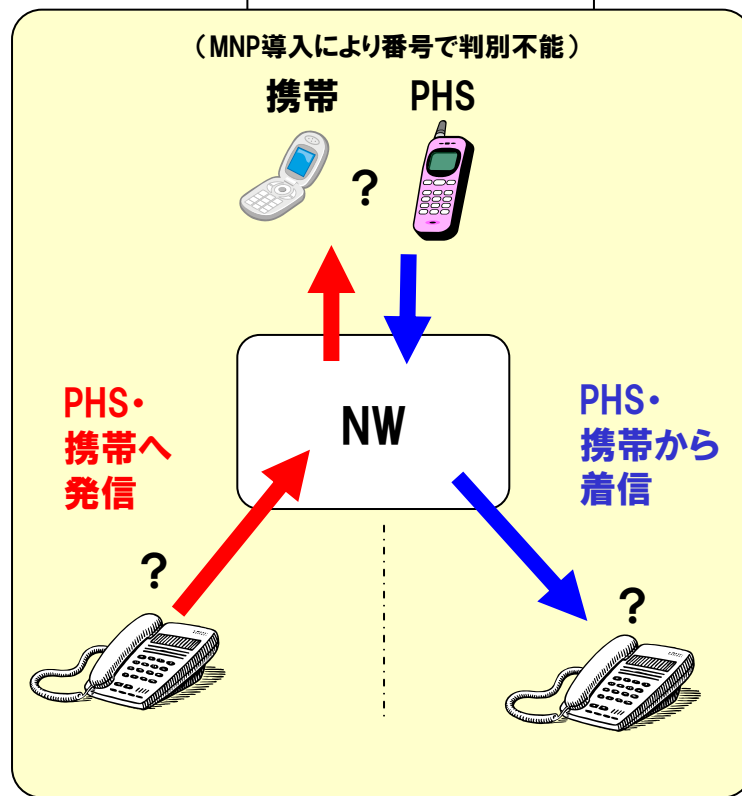 （MNP導入により番号で判別不能）
携帯 PHS
？
NW
PHS・
携帯へ
発信
PHS・
携帯から
着信
？
？